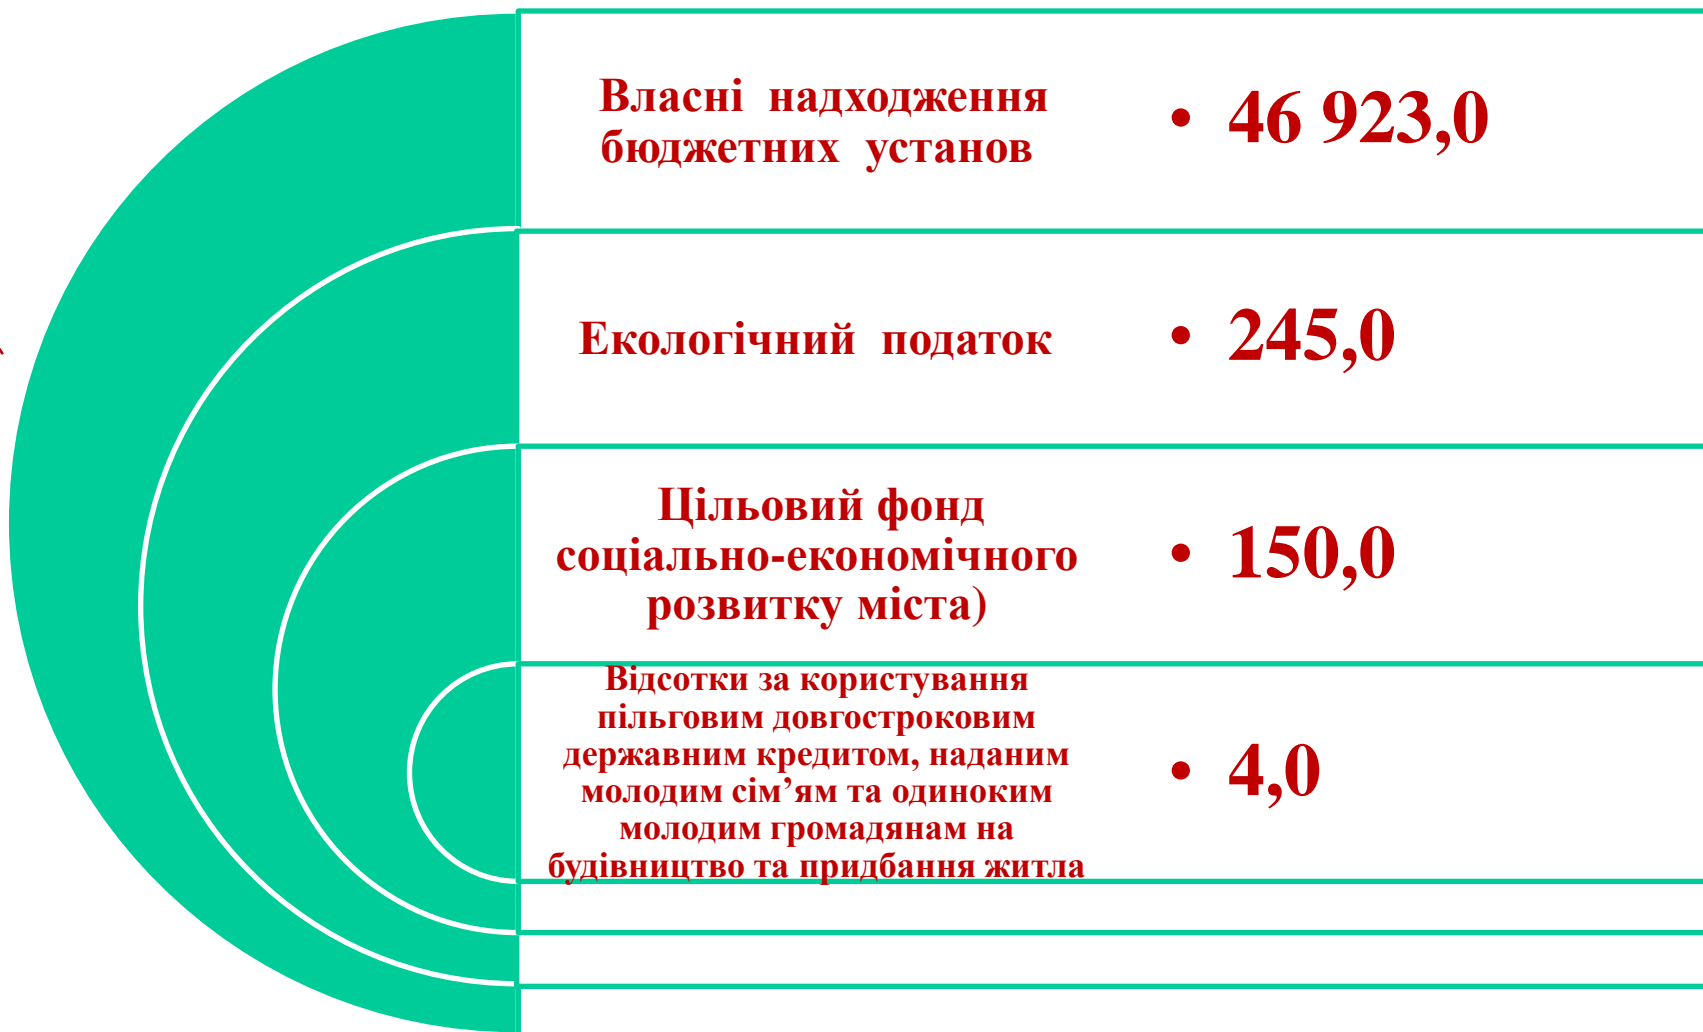 Власні надходження
бюджетних установ
• 46 923,0
Екологічний податок
• 245,0
Цільовий фонд
соціально-економічного
розвитку міста)
• 150,0
Відсотки за користування
пільговим довгостроковим
державним кредитом, наданим
молодим сім’ям та одиноким
молодим громадянам на
будівництво та придбання житла
• 4,0